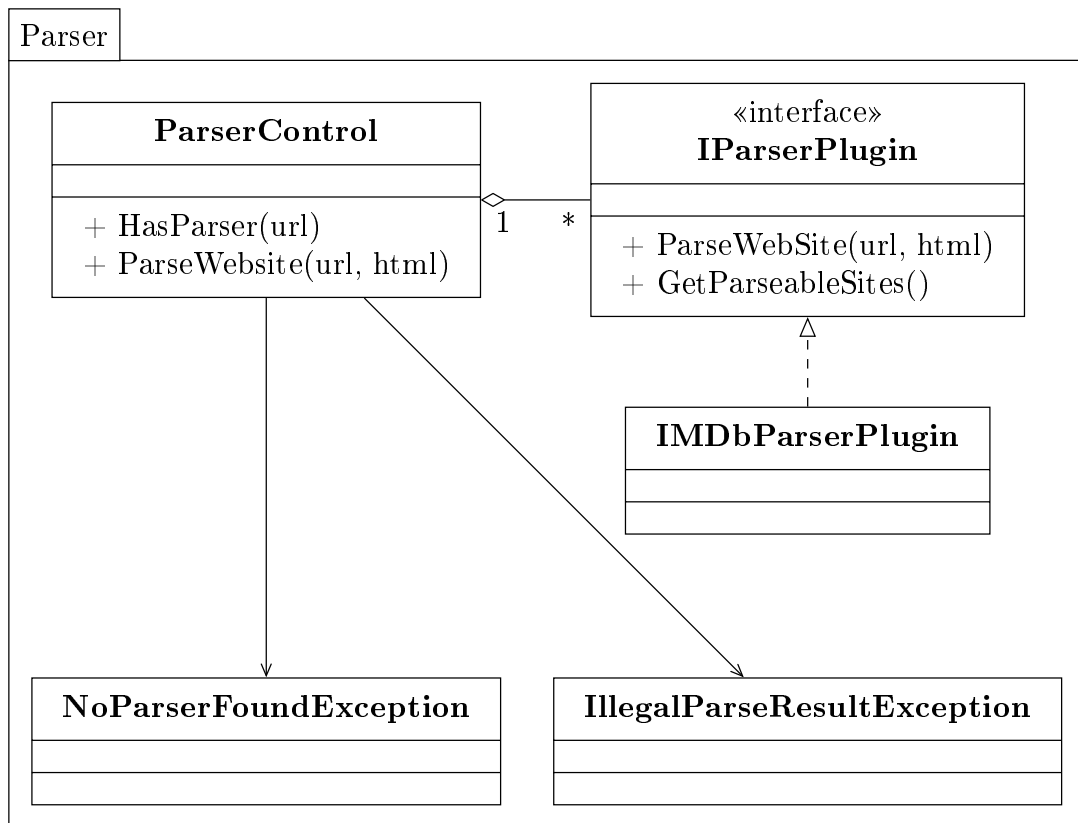 Parser
ParserControl
+ HasParser(url)
+ ParseWebsite(url, html)
1
*
«interface»
IParserPlugin
+ ParseWebSite(url, html)
+ GetParseableSites()
IMDbParserPlugin
NoParserFoundException
IllegalParseResultException